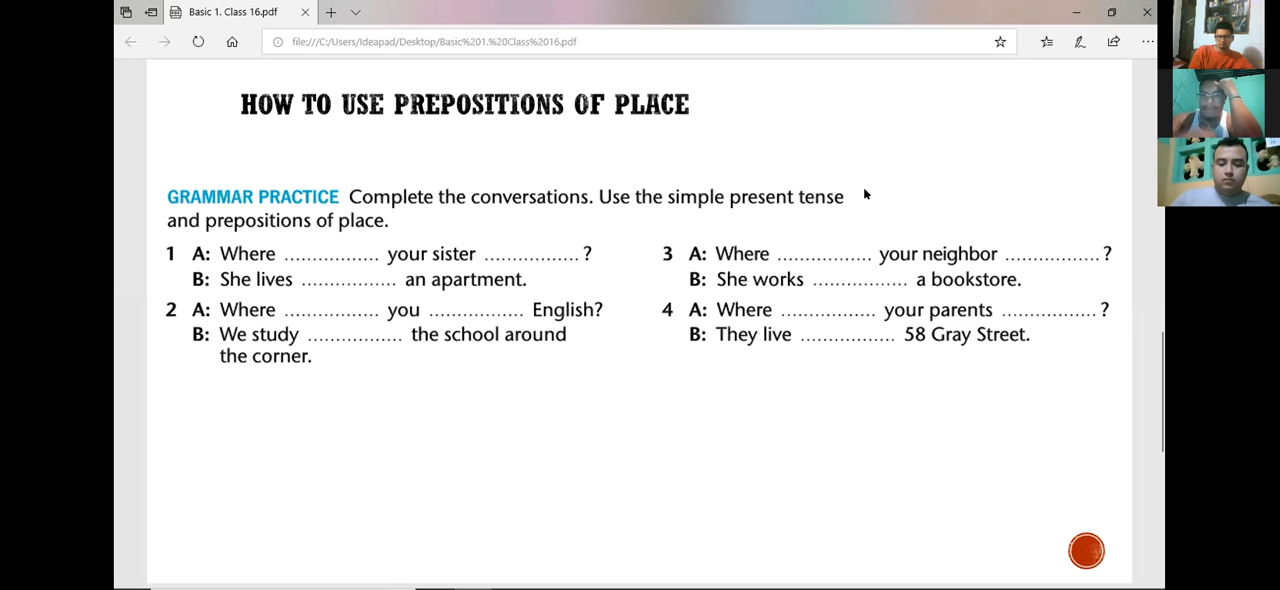 Basic 1. Class 16.pdf
file:///C:/Users/Ideapad/Desktop/Basic%201.%20Class%2016.pdf
HOW TO USE PREPOSITIONS OF PLACE
GRAMMAR PRACTICE Complete the conversations. Use the simple present tense
and prepositions of place.
1 A: Where ................. your sister ................. ?
B: She lives ................. an apartment.
2 A: Where ................. you ................. English?
B: We study ................. the school around
the corner.
3 A: Where ................. your neighbor ................. ?
B: She works ................. a bookstore.
4 A: Where ................. your parents ................. ?
B: They live ................. 58 Gray Street.